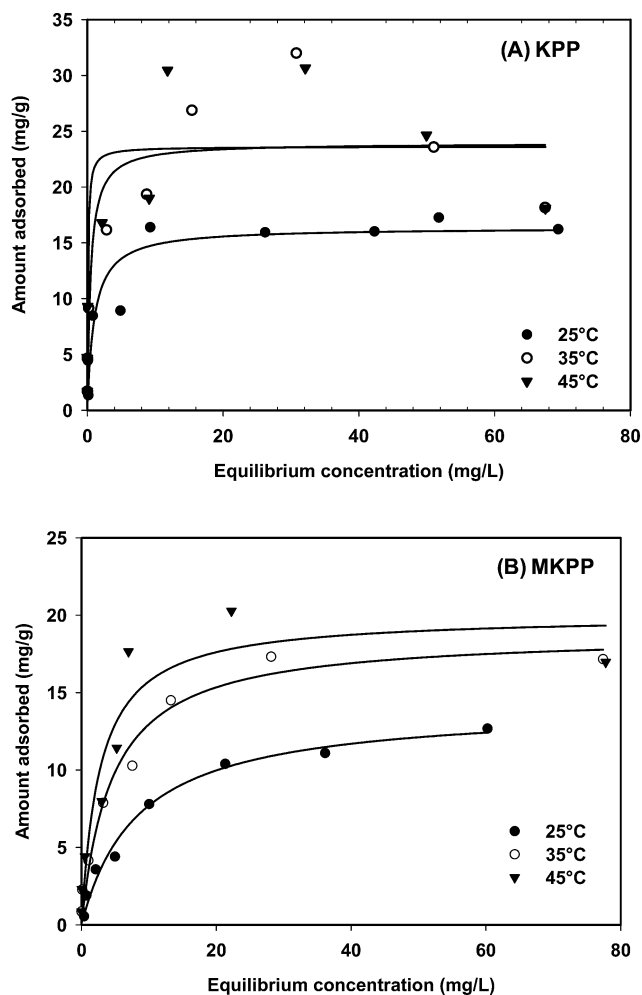 35
(A) KPP
30
25
20
15
10
5
0
25°C
35°C
45°C
0 20 40 60 80
Amount adsorbed (mg/g)
Equilibrium concentration (mg/L)
25
(B) MKPP
20
15
10
5
0
25°C
35°C
45°C
0 20 40 60 80
Amount adsorbed (mg/g)
Equilibrium concentration (mg/L)